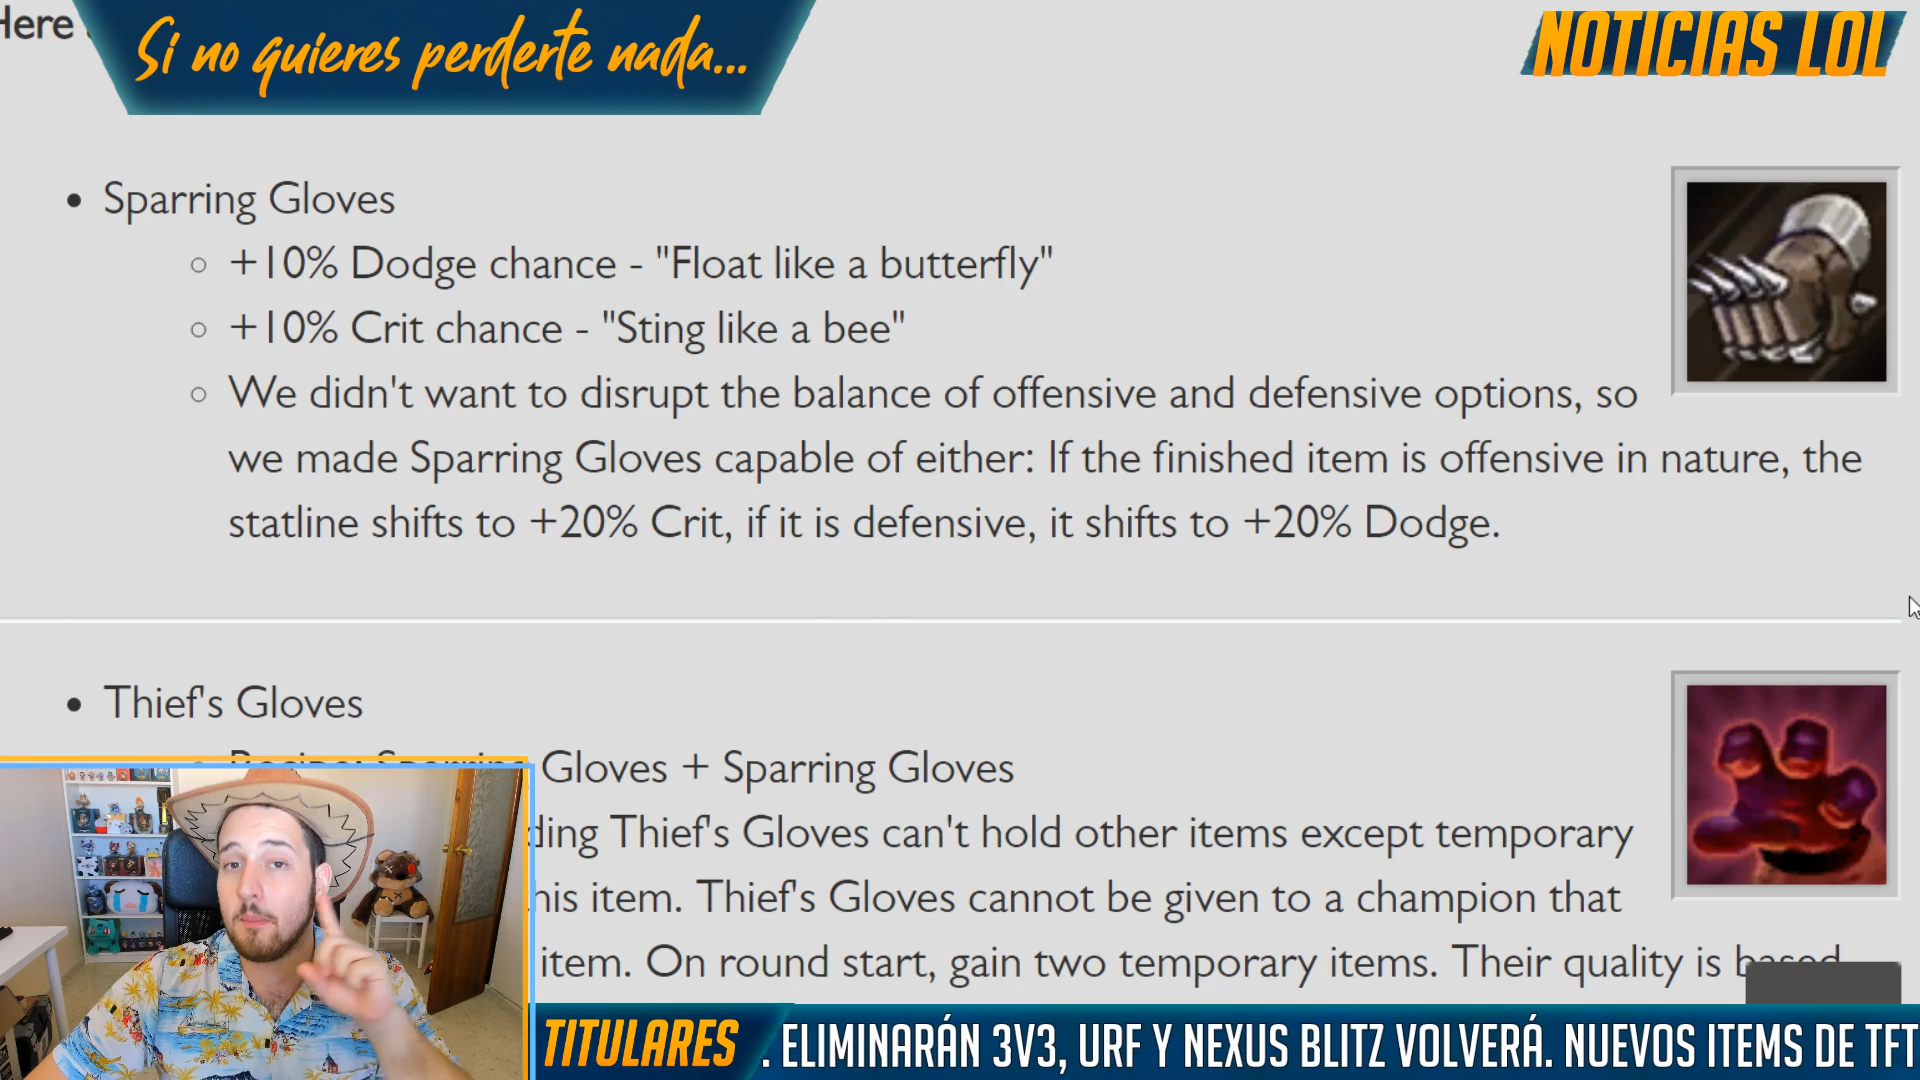 Here
Si no quieres perderte nada...
NOTICIAS LOL
Sparring Gloves
+10% Dodge chance - "Float like a butterfly"
+10% Crit chance - "Sting like a bee"
We didn't want to disrupt the balance of offensive and defensive options, so
we made Sparring Gloves capable of either: If the finished item is offensive in nature, the
statline shifts to +20% Crit, if it is defensive, it shifts to +20% Dodge.
Thief's Gloves
Recipe: Sparring Gloves + Sparring Gloves
ding Thief's Gloves can't hold other items except temporary
his item. Thief's Gloves cannot be given to a champion that
item. On round start, gain two temporary items. Their quality is based
TITULARES . ELIMINARÁN 3V3, URF Y NEXUS BLITZ VOLVERÁ. NUEVOS ITEMS DE TFT